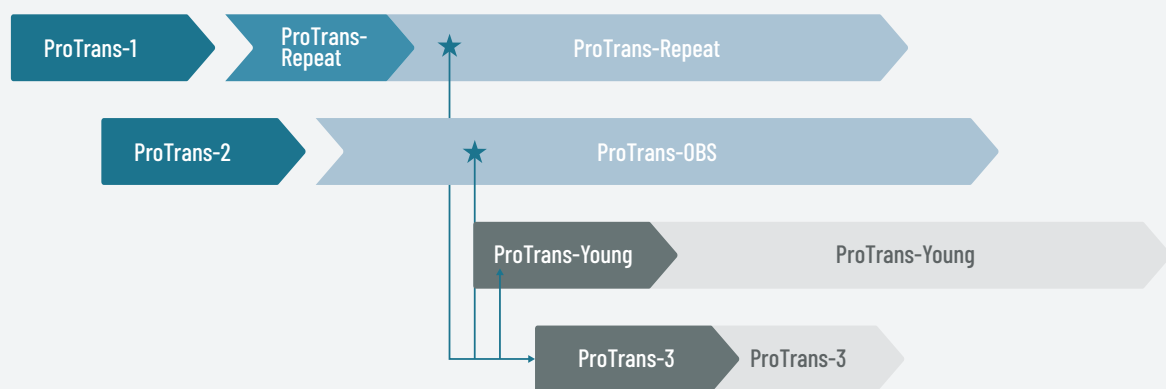 ProTrans-1
ProTrans-
Repeat
ProTrans-Repeat
ProTrans-2
ProTrans-OBS
ProTrans-Young
ProTrans-Young
ProTrans-3
ProTrans-3